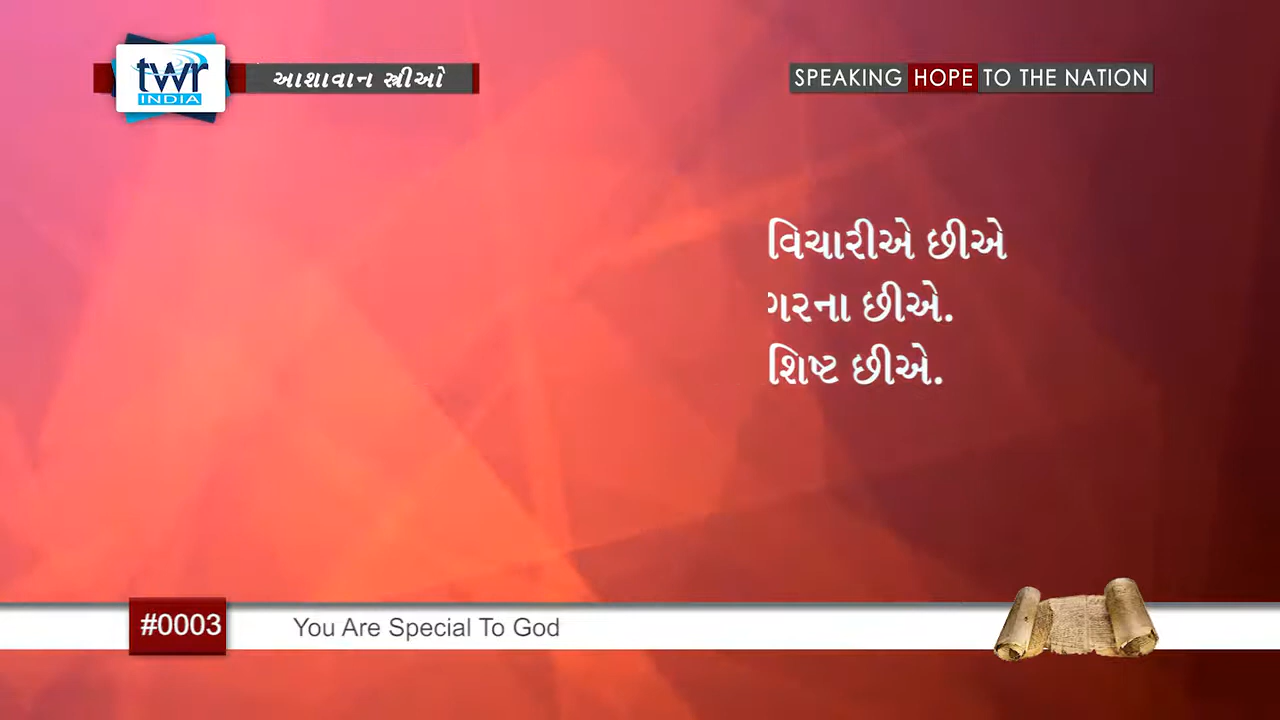 twr
INDIA
આશાવાન સ્ત્રીઓ
SPEAKING HOPE TO THE NATION
વિચારીએ છીએ
ગરના છીએ.
શિષ્ટ છીએ.
#0003
You Are Special To God